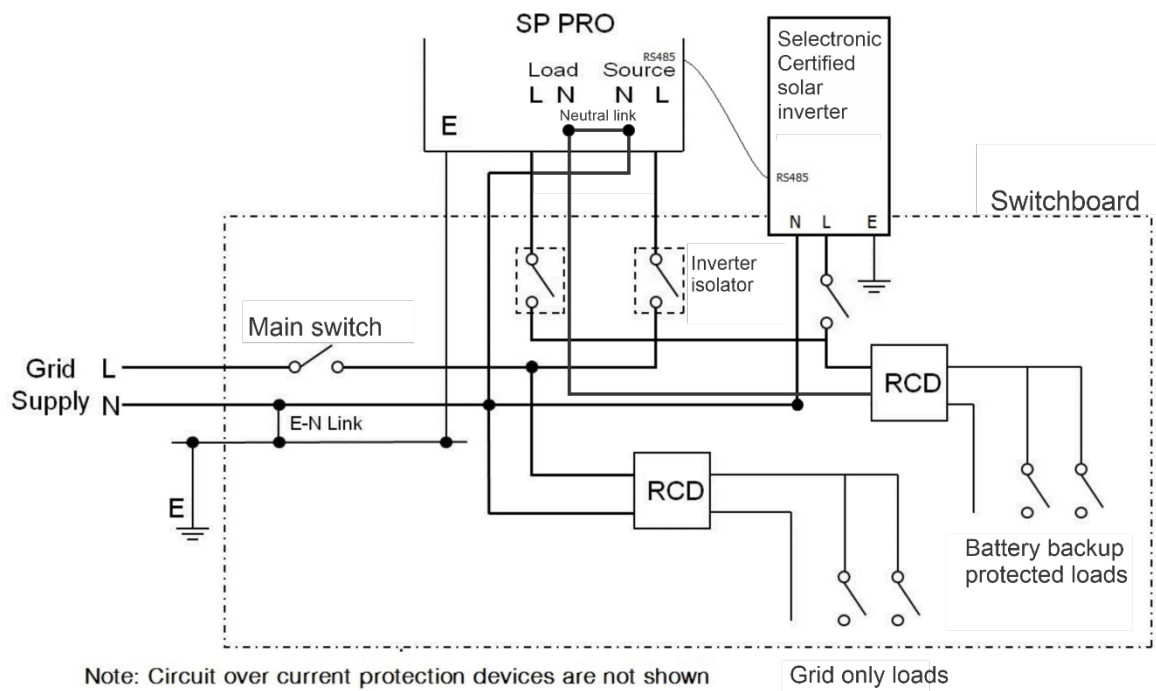 SP PRO
RS485
Load Source
L N N L
Neutral link
E
Selectronic
Certified
solar
inverter
RS485
N L E
Switchboard
Inverter
isolator
Main switch
Grid L
Supply N
E-N Link
RCD
RCD
E
Battery backup
protected loads
Grid only loads
Note: Circuit over current protection devices are not shown